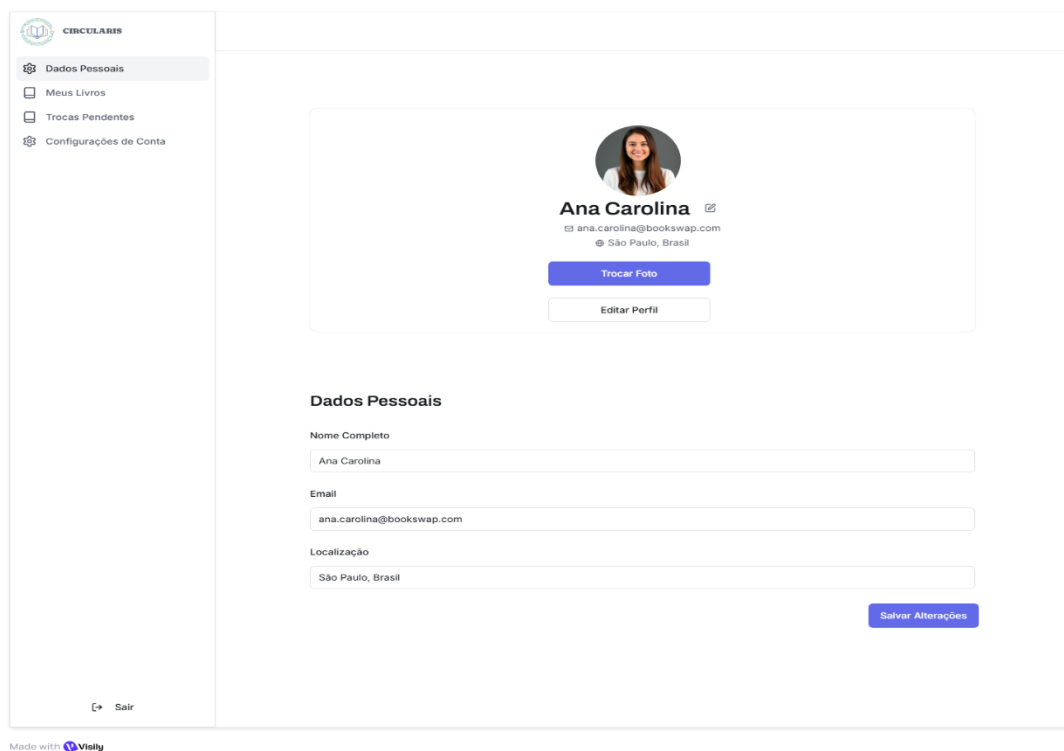 CIRCULARIS
Dados Pessoais
Meus Livros
Trocas Pendentes
Configurações de Conta
Sair
Ana Carolina
ana.carolina@bookswap.com
São Paulo, Brasil
Trocar Foto
Editar Perfil
Dados Pessoais
Nome Completo
Ana Carolina
Email
ana.carolina@bookswap.com
Localização
São Paulo, Brasil
Salvar Alterações
Made with Visily